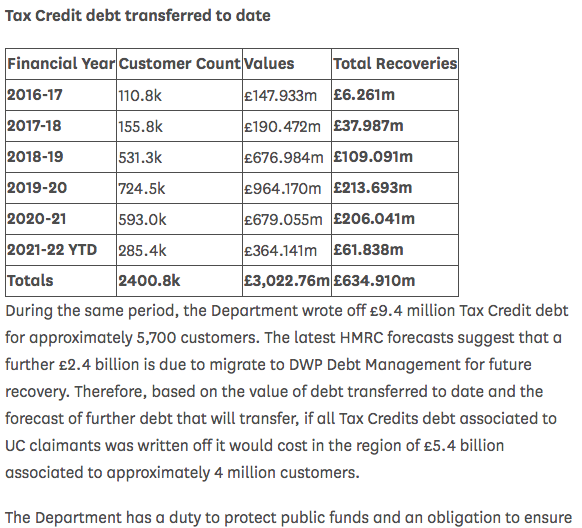 Tax Credit debt transferred to date
Financial Year Customer Count Values Total Recoveries
2016-17 110.8k £147.933m £6.261m
2017-18 155.8k £190.472m £37.987m
2018-19 531.3k £676.984m £109.091m
2019-20 724.5k £964.170m £213.693m
2020-21 593.0k £679.055m £206.041m
2021-22 YTD 285.4k £364.141m £61.838m
Totals 2400.8k £3,022.76m £634.910m
During the same period, the Department wrote off £9.4 million Tax Credit debt
for approximately 5,700 customers. The latest HMRC forecasts suggest that a
further £2.4 billion is due to migrate to DWP Debt Management for future
recovery. Therefore, based on the value of debt transferred to date and the
forecast of further debt that will transfer, if all Tax Credits debt associated to
UC claimants was written off it would cost in the region of £5.4 billion
associated to approximately 4 million customers.
The Department has a duty to protect public funds and an obligation to ensure